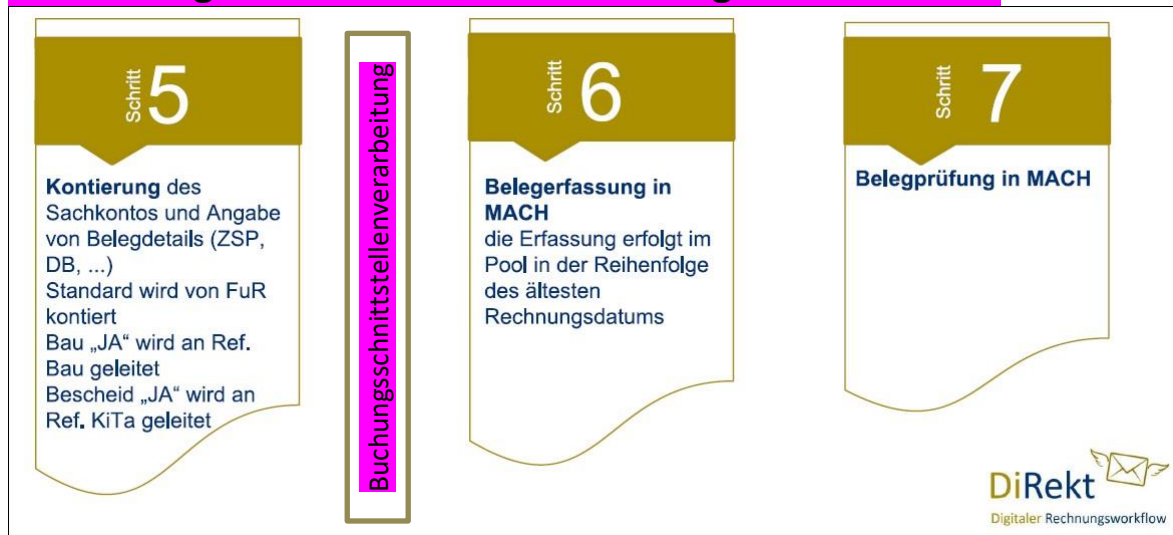 Schritt 5
Kontierung des
Sachkontos und Angabe
von Belegdetails (ZSP,
DB, ...)
Standard wird von FuR
kontiert
Bau „JA“ wird an Ref.
Bau geleitet
Bescheid „JA“ wird an
Ref. KiTa geleitet
Buchungsschnittstellenverarbeitung
Schritt 6
Belegerfassung in
MACH
die Erfassung erfolgt im
Pool in der Reihenfolge
des ältesten
Rechnungsdatums
Schritt 7
Belegprüfung in MACH
DiRekt
Digitaler Rechnungsworkflow